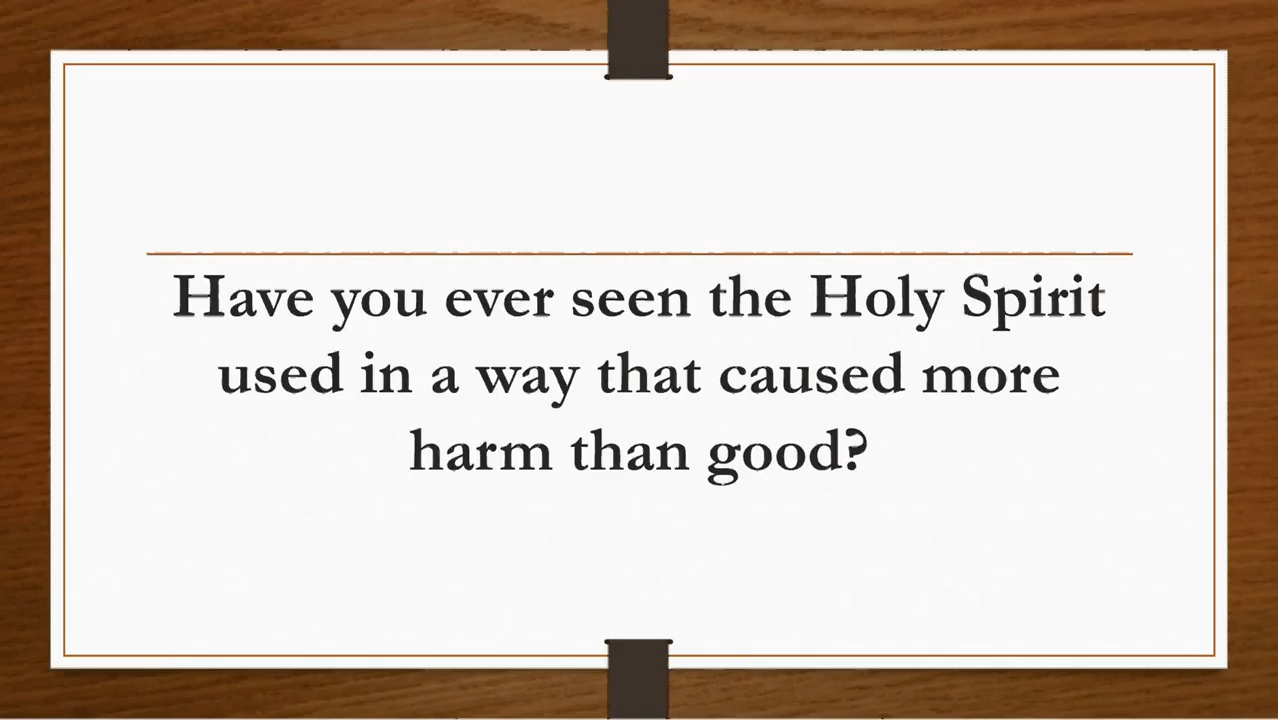 Have you ever seen the Holy Spirit
used in a way that caused more
harm than good?